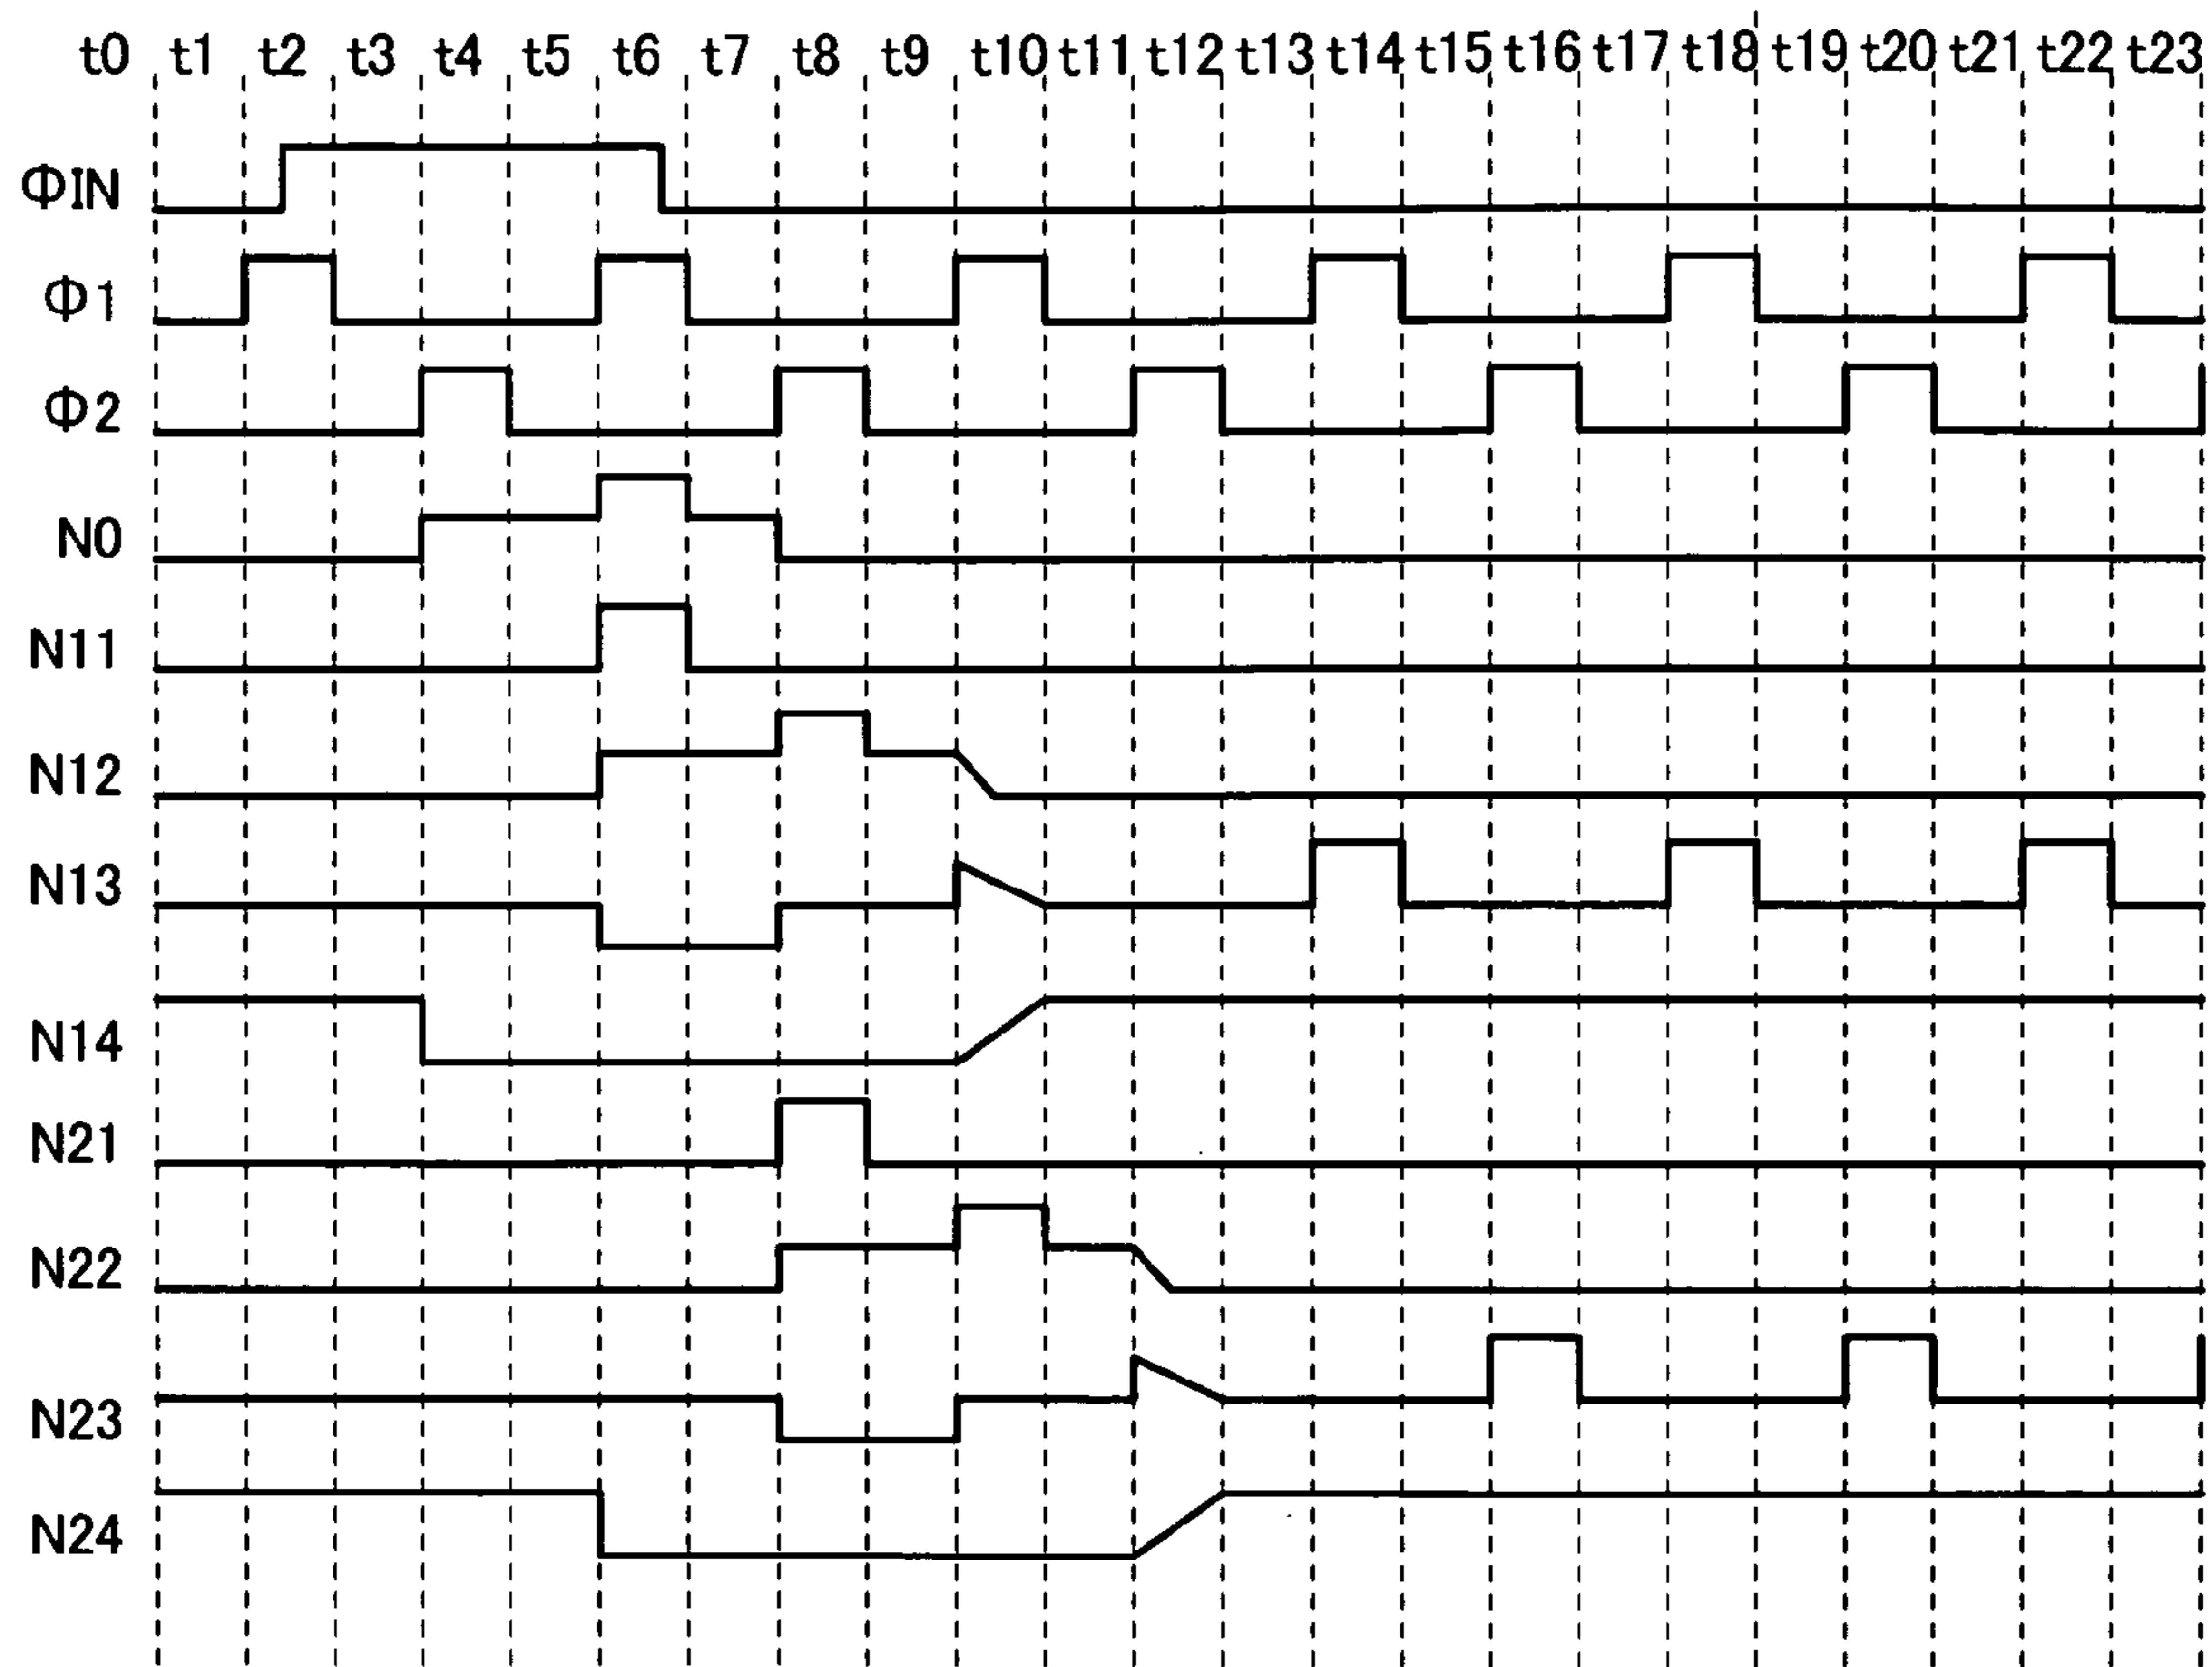 t0 t1 t2 t3 t4 t5 t6 t7 t8 t9 t10 t11 t12 t13 t14 t15 t16 t17 t18 t19 t20 t21 t22 t23
ΦIN
Φ1
Φ2
N0
N11
N12
N13
N14
N21
N22
N23
N24